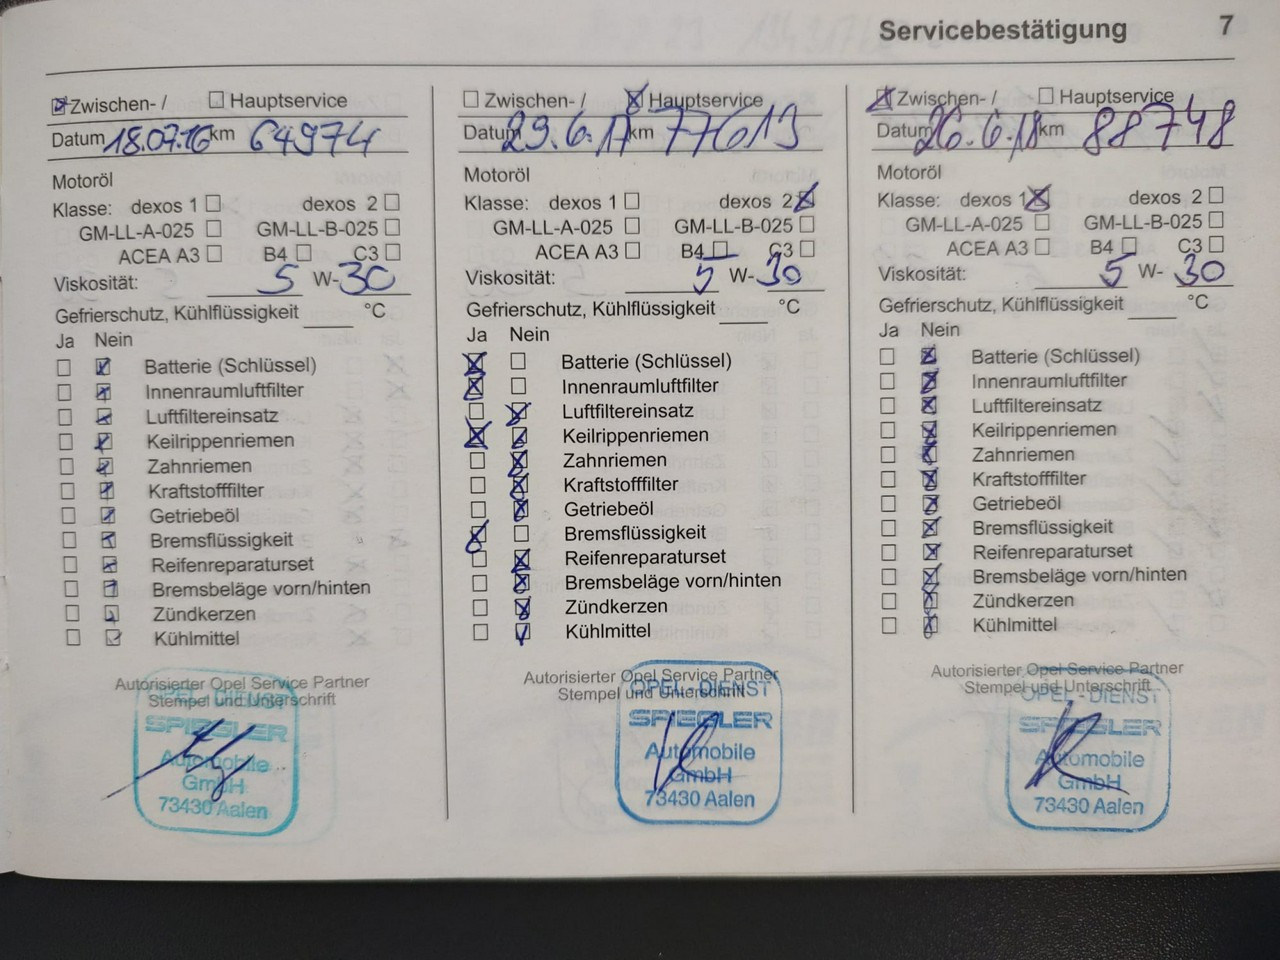 Servicebestätigung 7
Zwischen- / Hauptservice
Datum 18.07.16 km 64974
Motoröl
Klasse: dexos 1 dexos 2
GM-LL-A-025 GM-LL-B-025
ACEA A3 B4 C3
Viskosität: 5 W-30
Gefrierschutz, Kühlflüssigkeit °C
Ja Nein
Batterie (Schlüssel)
Innenraumluftfilter
Luftfiltereinsatz
Keilrippenriemen
Zahnriemen
Kraftstofffilter
Getriebeöl
Bremsflüssigkeit
Reifenreparaturset
Bremsbeläge vorn/hinten
Zündkerzen
Kühlmittel
Autorisierter Opel Service Partner
Stempel und Unterschrift
OPEL-DIENST
SPIEGLER
Automobile
GmbH
73430 Aalen
Zwischen- / Hauptservice
Datum 29.6.17 km 77613
Motoröl
Klasse: dexos 1 dexos 2
GM-LL-A-025 GM-LL-B-025
ACEA A3 B4 C3
Viskosität: 5 W-30
Gefrierschutz, Kühlflüssigkeit °C
Ja Nein
Batterie (Schlüssel)
Innenraumluftfilter
Luftfiltereinsatz
Keilrippenriemen
Zahnriemen
Kraftstofffilter
Getriebeöl
Bremsflüssigkeit
Reifenreparaturset
Bremsbeläge vorn/hinten
Zündkerzen
Kühlmittel
Autorisierter Opel Service Partner
Stempel und Unterschrift
OPEL-DIENST
SPIEGLER
Automobile
GmbH
73430 Aalen
Zwischen- / Hauptservice
Datum 26.6.18 km 88748
Motoröl
Klasse: dexos 1 dexos 2
GM-LL-A-025 GM-LL-B-025
ACEA A3 B4 C3
Viskosität: 5 W- 30
Gefrierschutz, Kühlflüssigkeit °C
Ja Nein
Batterie (Schlüssel)
Innenraumluftfilter
Luftfiltereinsatz
Keilrippenriemen
Zahnriemen
Kraftstofffilter
Getriebeöl
Bremsflüssigkeit
Reifenreparaturset
Bremsbeläge vorn/hinten
Zündkerzen
Kühlmittel
Autorisierter Opel Service Partner
Stempel und Unterschrift
OPEL-DIENST
SPIEGLER
Automobile
GmbH
73430 Aalen